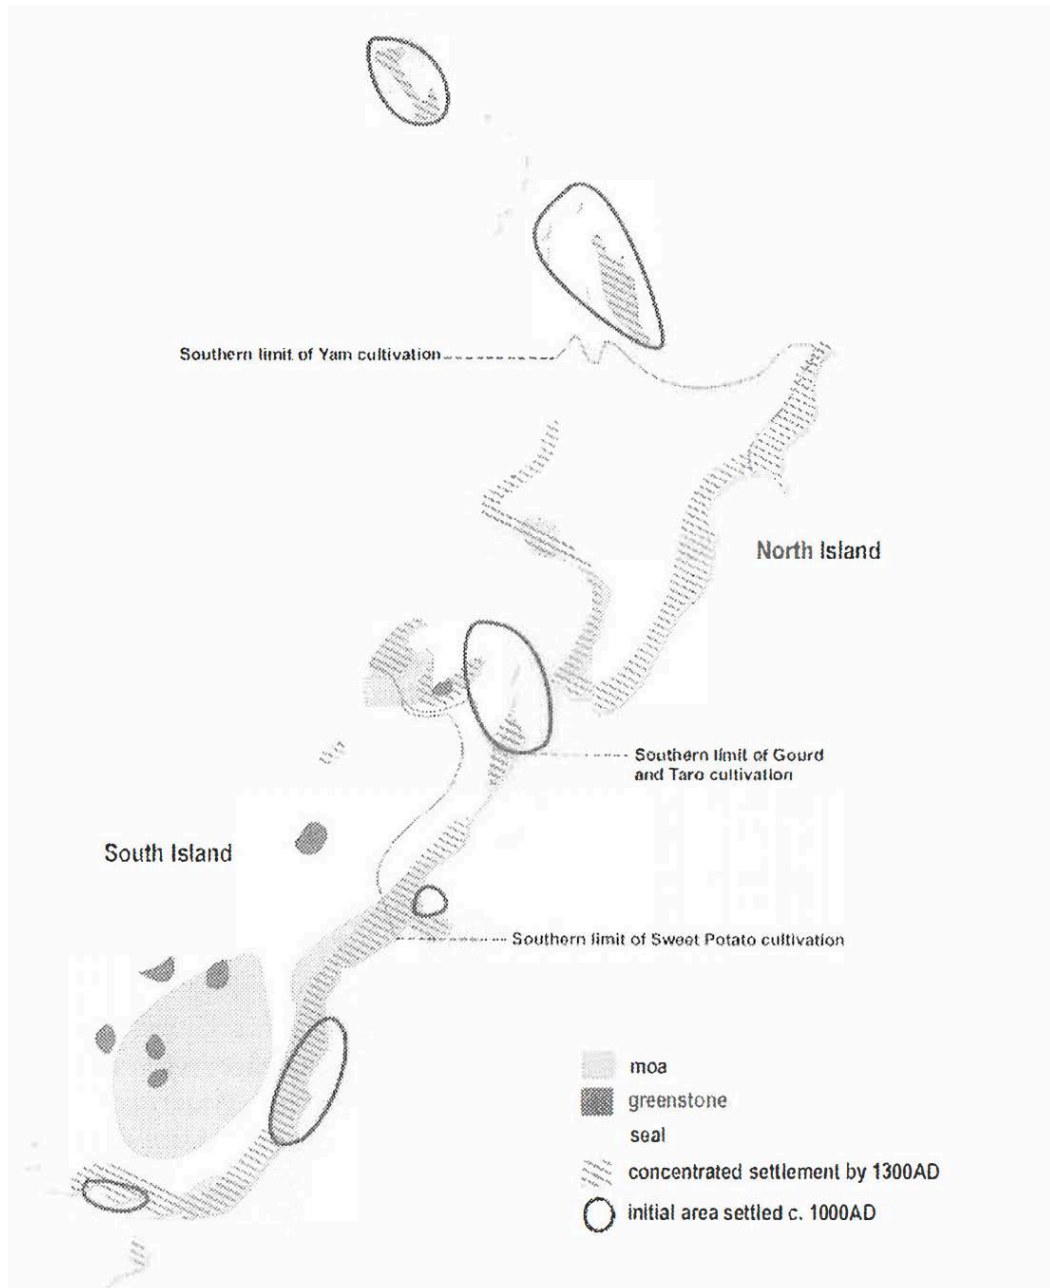 Southern limit of Yam cultivation
North Island
Southern limit of Gourd
and Taro cultivation
South Island
Southern limit of Sweet Potato cultivation
moa
greenstone
seal
concentrated settlement by 1300AD
initial area settled c. 1000AD